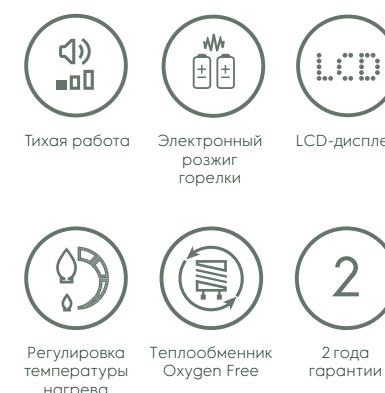 LCD
Тихая работа
Электронный
розжиг
горелки
LCD-диспле
2
Регулировка
температуры
нагрева
Теплообменник
Oxygen Free
2 года
гарантии